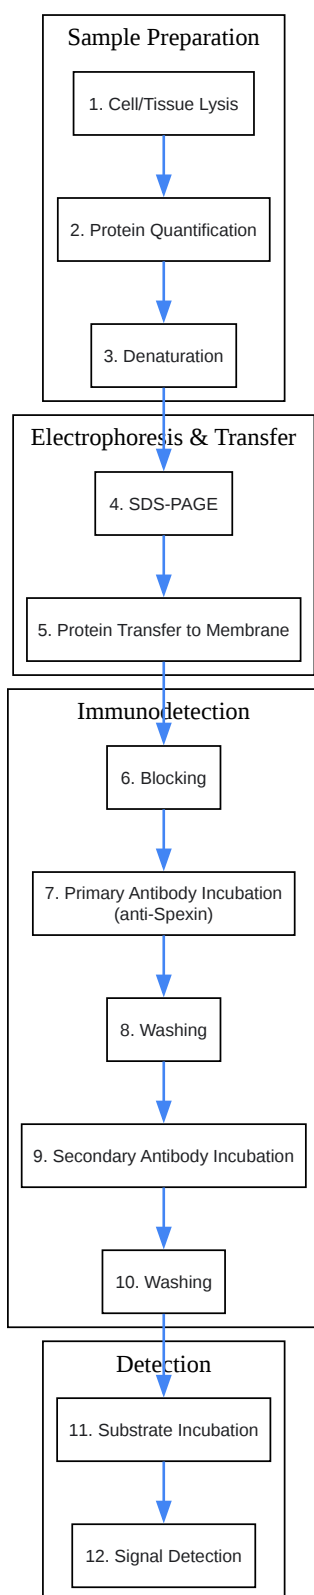 Sample Preparation
1. Cell/Tissue Lysis
2. Protein Quantification
3. Denaturation
Electrophoresis & Transfer
4. SDS-PAGE
5. Protein Transfer to Membrane
Immunodetection
6. Blocking
7. Primary Antibody Incubation
(anti-Spexin)
8. Washing
9. Secondary Antibody Incubation
10. Washing
Detection
11. Substrate Incubation
12. Signal Detection